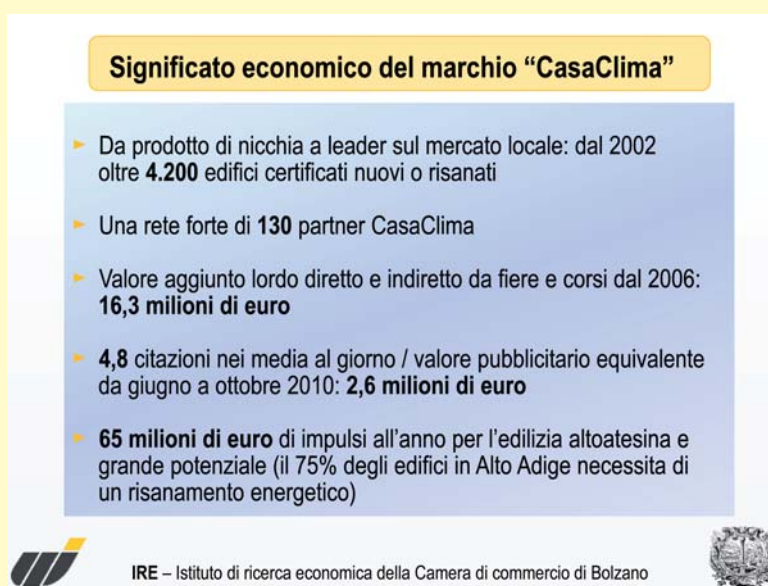 Significato economico del marchio “CasaClima”
Da prodotto di nicchia a leader sul mercato locale: dal 2002
oltre 4.200 edifici certificati nuovi o risanati
Una rete forte di 130 partner CasaClima
Valore aggiunto lordo diretto e indiretto da fiere e corsi dal 2006:
16,3 milioni di euro
4,8 citazioni nei media al giorno / valore pubblicitario equivalente
da giugno a ottobre 2010: 2,6 milioni di euro
65 milioni di euro di impulsi all’anno per l’edilizia altoatesina e
grande potenziale (il 75% degli edifici in Alto Adige necessita di
un risanamento energetico)
IRE – Istituto di ricerca economica della Camera di commercio di Bolzano